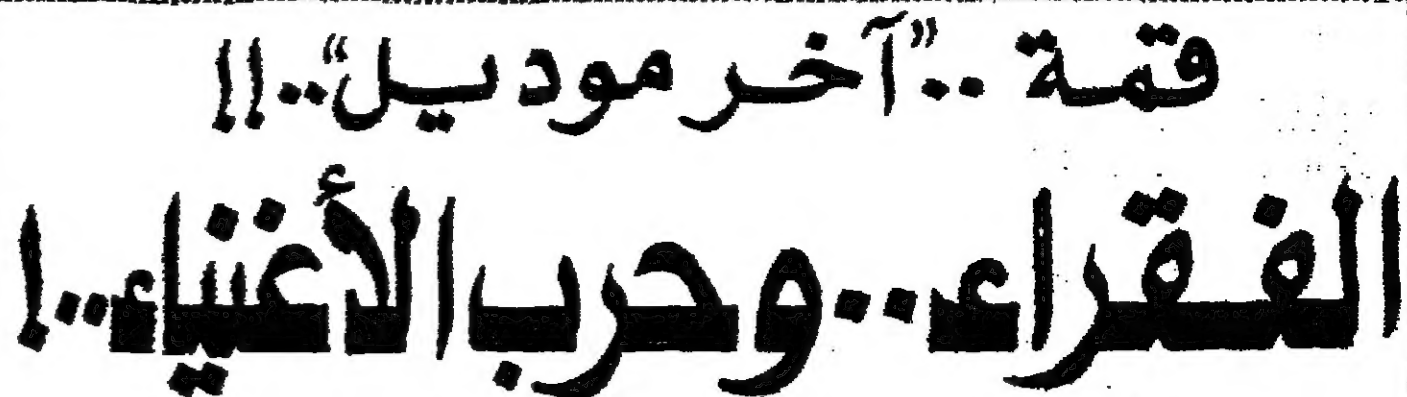 قمة .. "آخر موديل" ..!!
الفقراء .. وحرب الأغنياء ..!